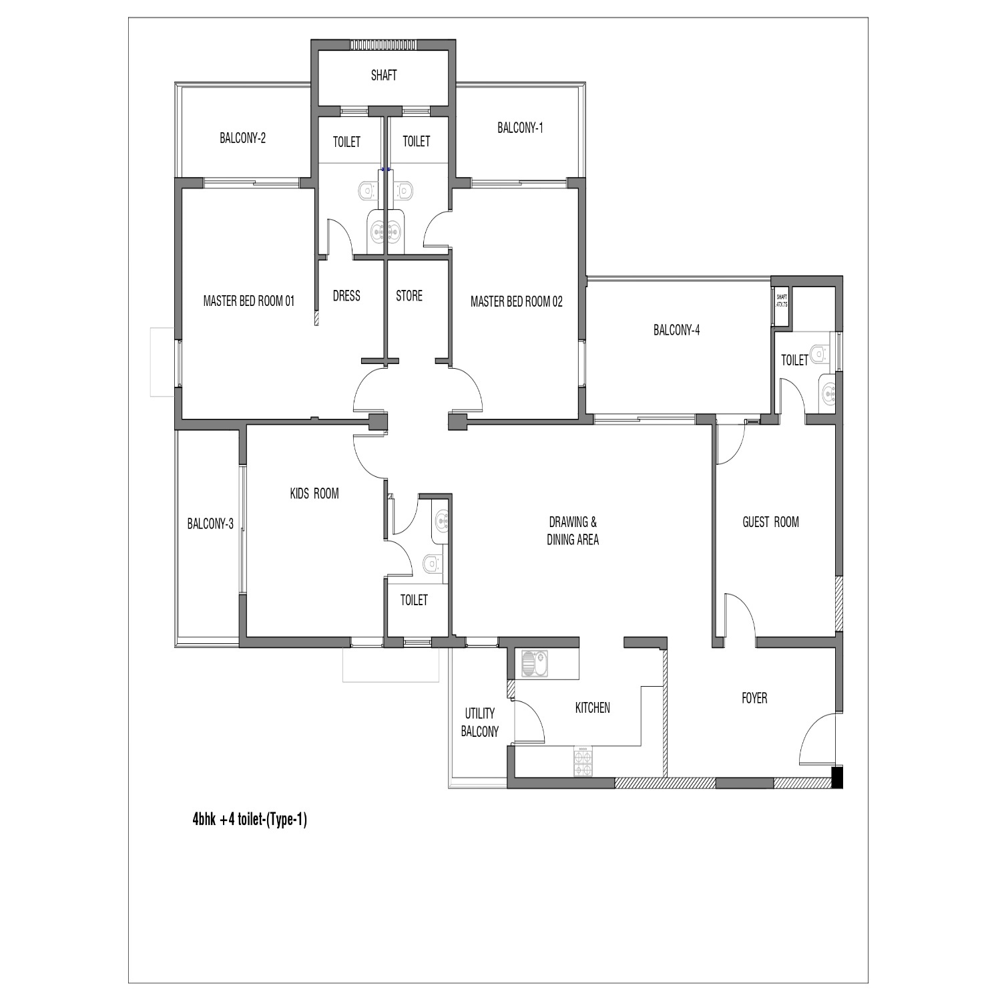 SHAFT
BALCONY-2
TOILET
TOILET
BALCONY-1
MASTER BED ROOM 01
DRESS
STORE
MASTER BED ROOM 02
BALCONY-4
SHAFT
.47X.75
TOILET
KIDS ROOM
BALCONY-3
DRAWING &
DINING AREA
GUEST ROOM
TOILET
UTILITY
BALCONY
KITCHEN
FOYER
4bhk +4 toilet-(Type-1)